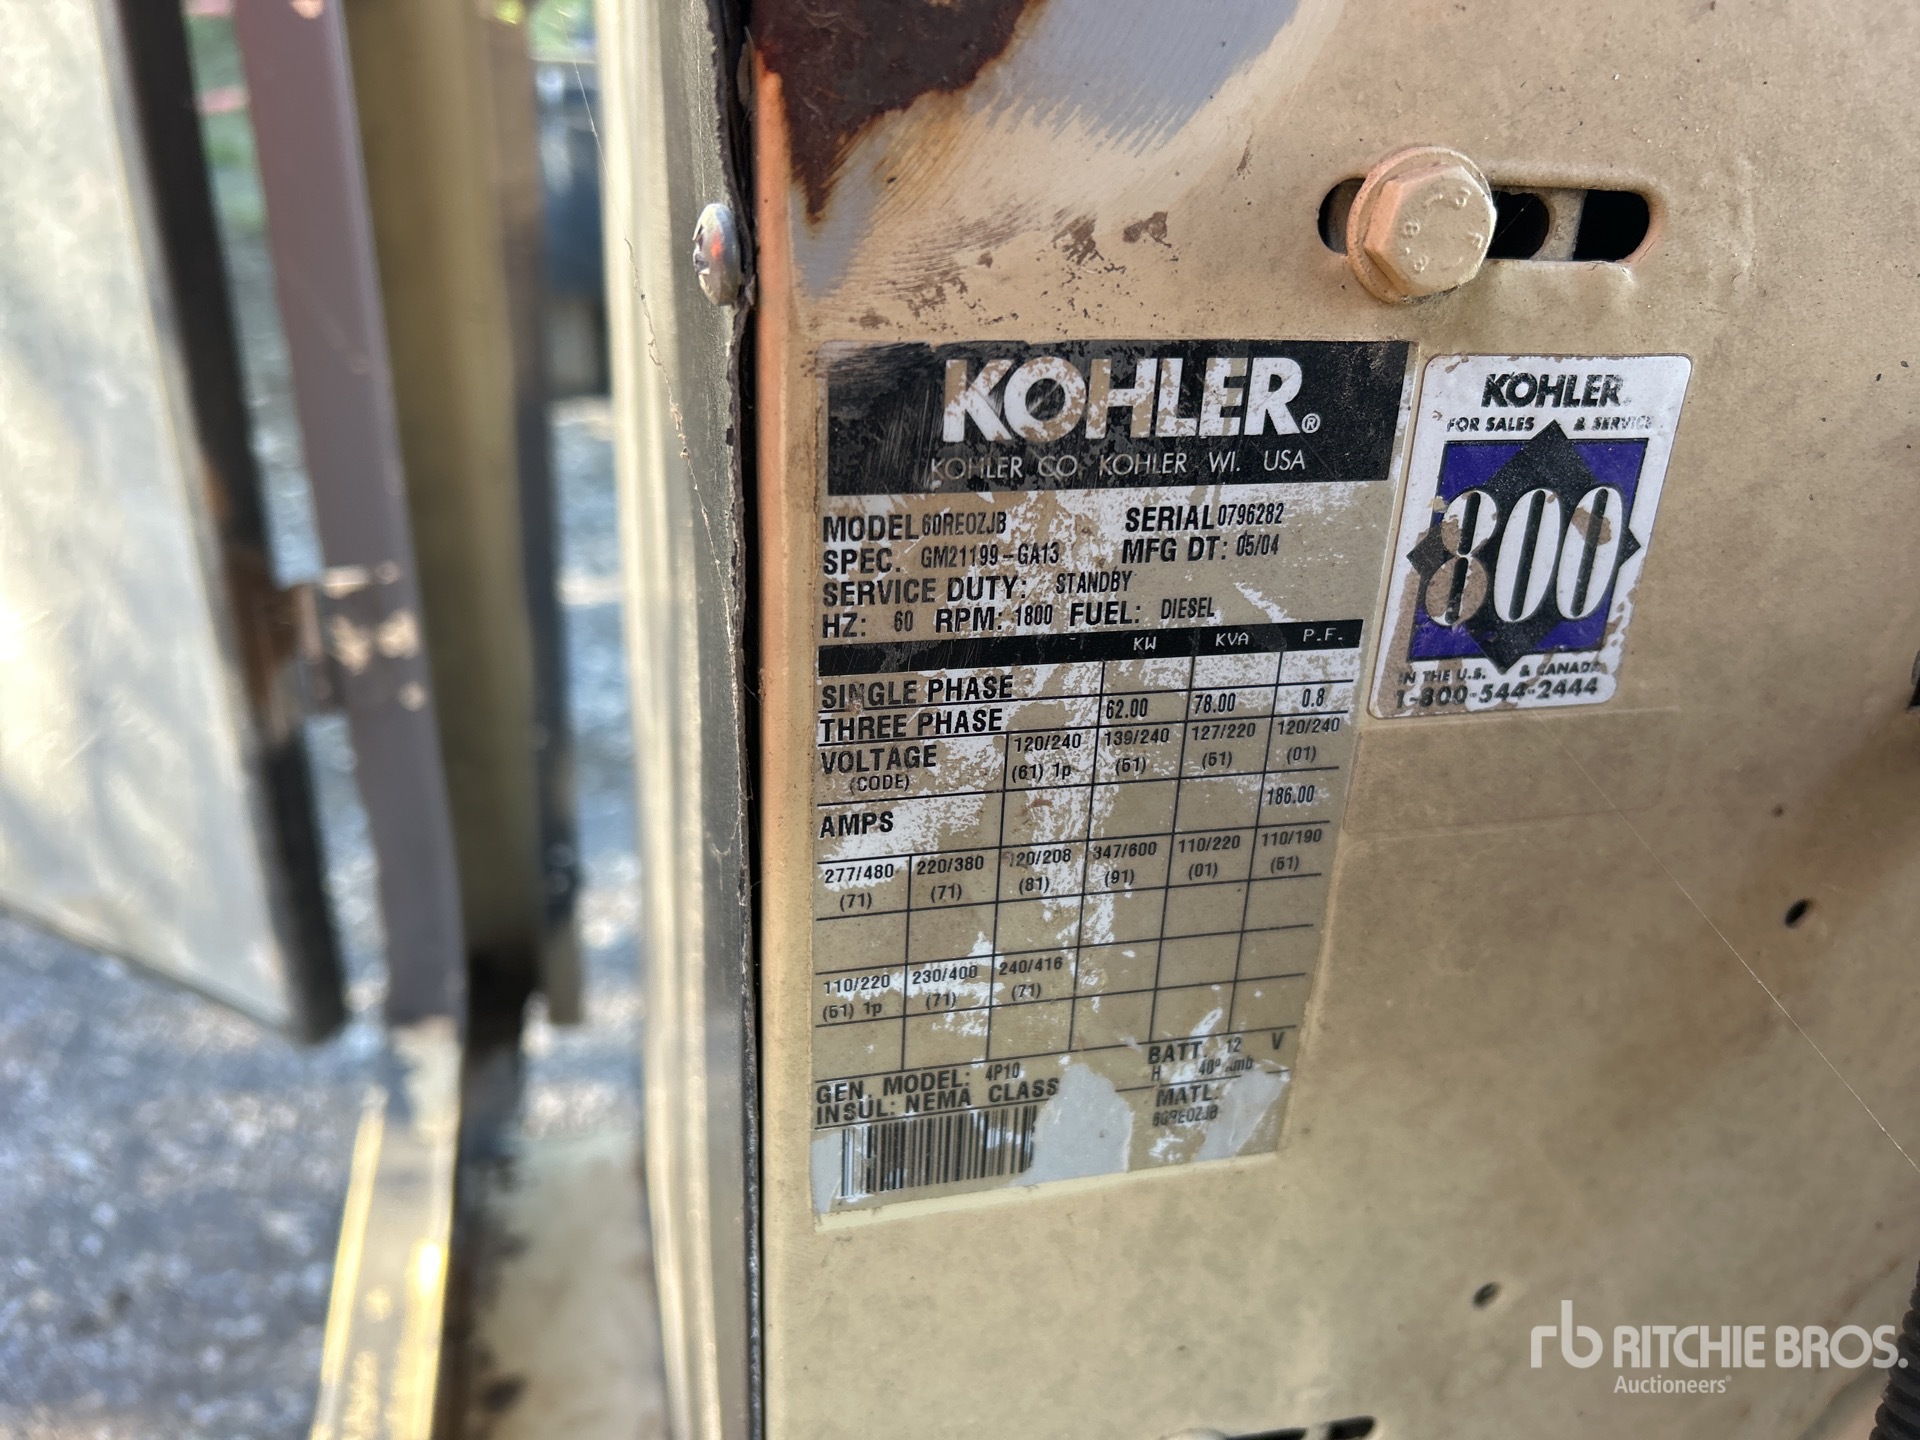 KOHLER®
KOHLER CO. KOHLER WI. USA
MODEL 60REOZJB SERIAL 0796282
SPEC. GM21199-GA13 MFG DT: 05/04
SERVICE DUTY: STANDBY
HZ: 60 RPM: 1800 FUEL: DIESEL
KW KVA P.F.
SINGLE PHASE
THREE PHASE 62.00 78.00 0.8
VOLTAGE 120/240 139/240 127/220 120/240
(CODE) (61) 1p (51) (51) (01)
AMPS 186.00
277/480 220/380 120/208 347/600 110/220 110/190
(71) (71) (81) (91) (01) (51)
110/220 230/400 240/416
(51) 1p (71) (71)
GEN. MODEL: 4P10 BATT. 12 V
INSUL: NEMA CLASS H 40°
MATL:
60REOZJB
KOHLER
FOR SALES & SERVICE
800
IN THE U.S. & CANADA
1-800-544-2444
8.8
rb RITCHIE BROS.
Auctioneers